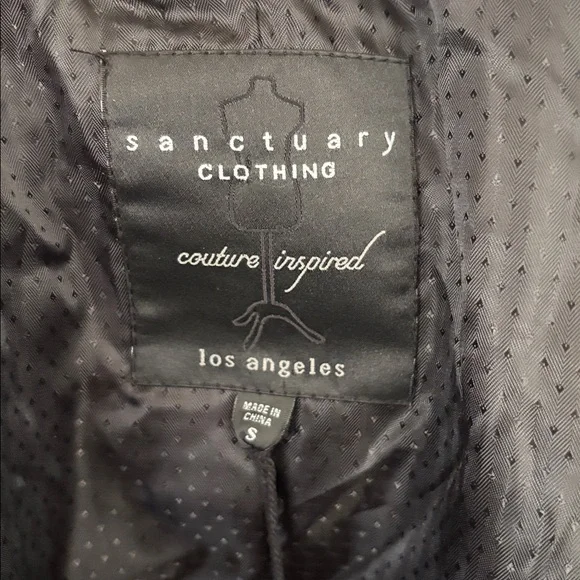 sanctuary
CLOTHING
couture inspired
los angeles
MADE IN
CHINA
S